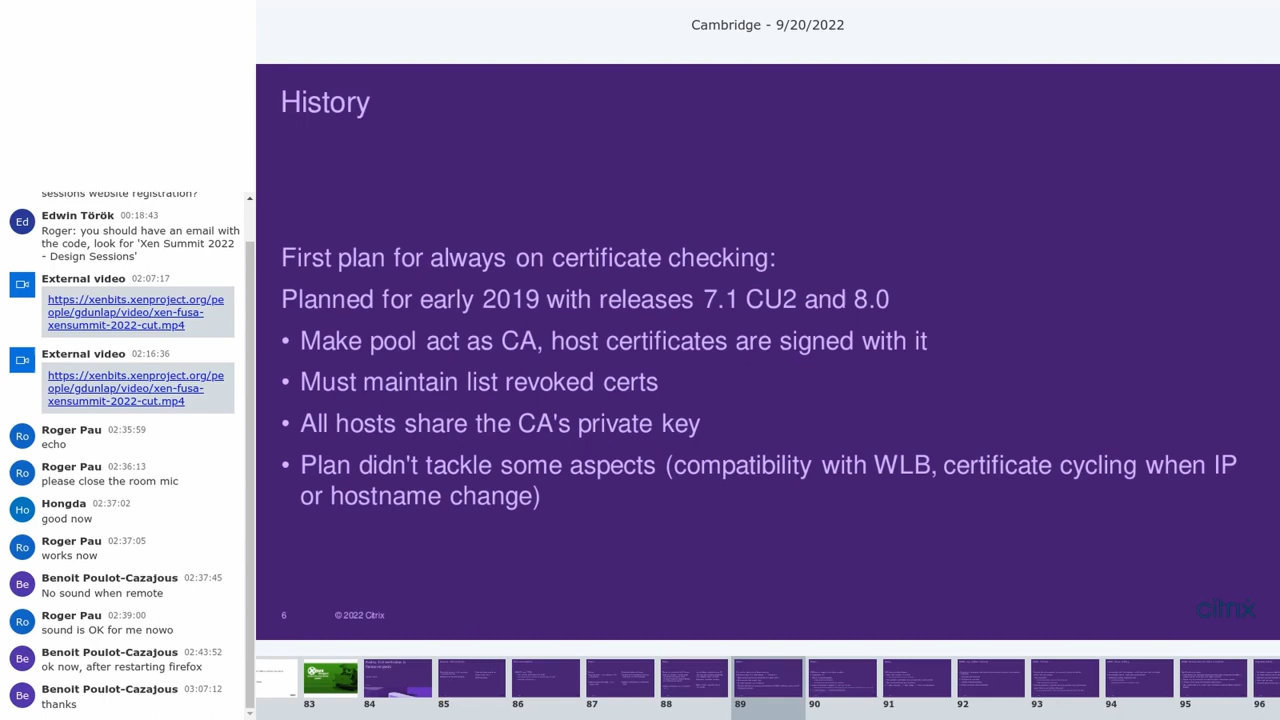 Cambridge - 9/20/2022
sessions website registration?
Ed
Edwin Török 00:18:43
Roger: you should have an email with
the code, look for 'Xen Summit 2022
- Design Sessions'
External video 02:07:17
https://xenbits.xenproject.org/pe
ople/gdunlap/video/xen-fusa-
xensummit-2022-cut.mp4
External video 02:16:36
https://xenbits.xenproject.org/pe
ople/gdunlap/video/xen-fusa-
xensummit-2022-cut.mp4
Ro
Roger Pau 02:35:59
echo
Ro
Roger Pau 02:36:13
please close the room mic
Ho
Hongda 02:37:02
good now
Ro
Roger Pau 02:37:05
works now
Be
Benoit Poulot-Cazajous 02:37:45
No sound when remote
Ro
Roger Pau 02:39:00
sound is OK for me nowo
Be
Benoit Poulot-Cazajous 02:43:52
ok now, after restarting firefox
Be
Benoit Poulot-Cazajous 03:07:12
thanks
History
First plan for always on certificate checking:
Planned for early 2019 with releases 7.1 CU2 and 8.0
• Make pool act as CA, host certificates are signed with it
• Must maintain list revoked certs
• All hosts share the CA's private key
• Plan didn't tackle some aspects (compatibility with WLB, certificate cycling when IP
or hostname change)
6
© 2022 Citrix
citrix
83
84
85
86
87
88
89
90
91
92
93
94
95
96